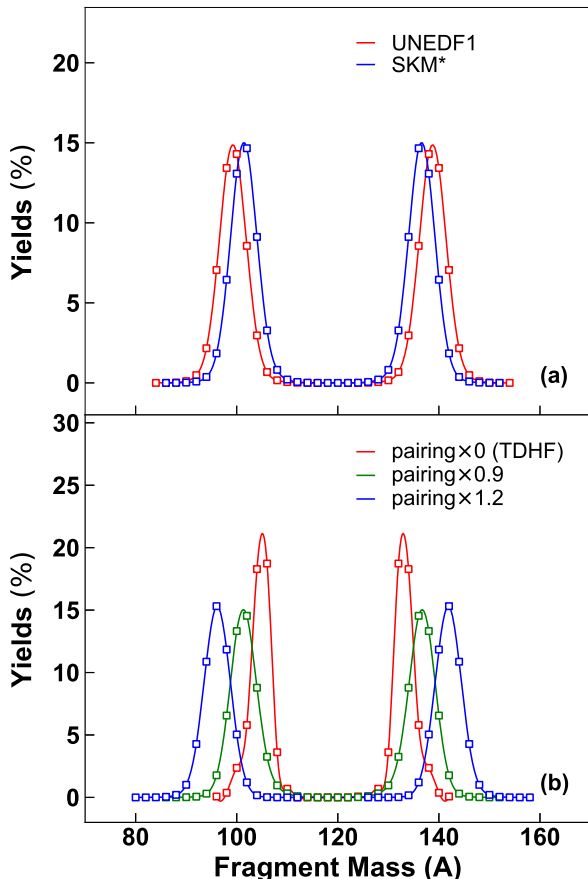 UNEDF1
SKM*
20
15
10
5
0
Yields (%)
(a)
30
pairing×0 (TDHF)
pairing×0.9
pairing×1.2
25
20
15
10
5
0
Yields (%)
(b)
80 100 120 140 160
Fragment Mass (A)